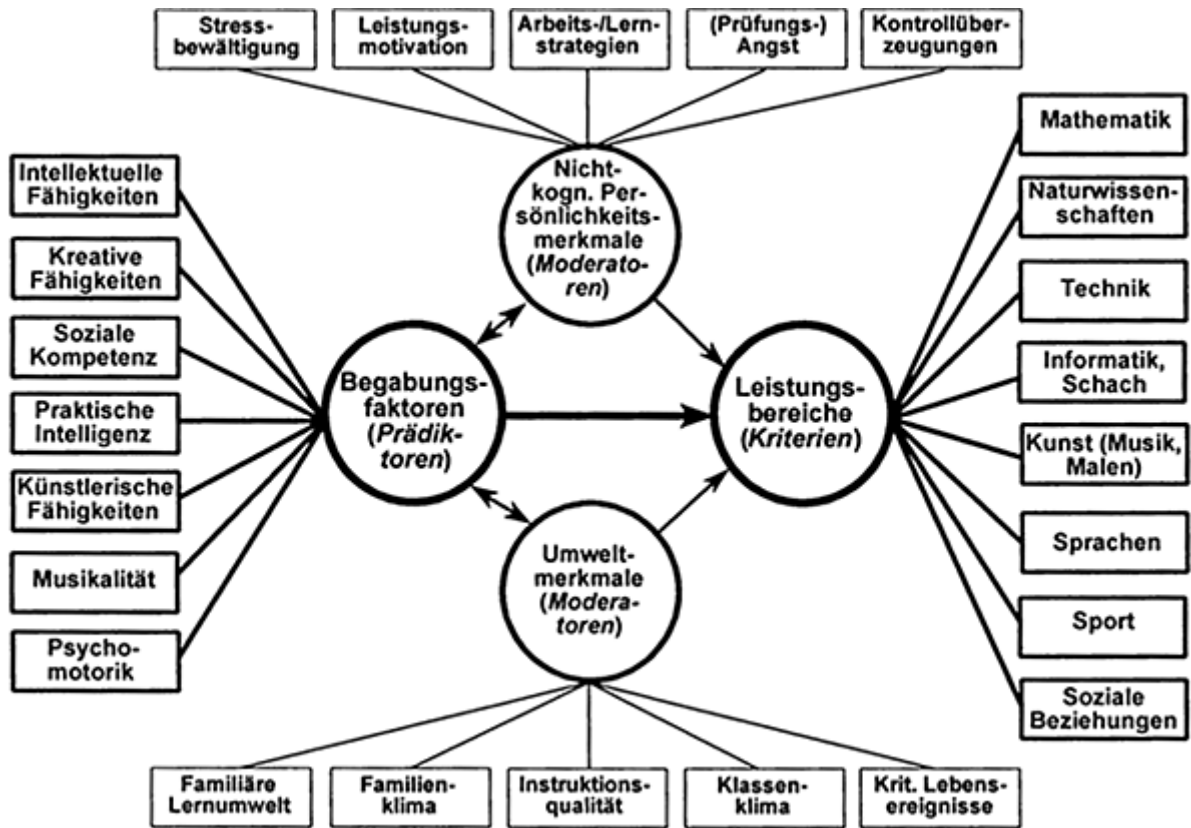 Stress-
bewältigung
Leistungs-
motivation
Arbeits-/Lern-
strategien
(Prüfungs-)
Angst
Kontrollüber-
zeugungen
Nicht-
kogn. Per-
sönlichkeits-
merkmale
(Moderato-
ren)
Intellektuelle
Fähigkeiten
Kreative
Fähigkeiten
Soziale
Kompetenz
Praktische
Intelligenz
Künstlerische
Fähigkeiten
Musikalität
Psycho-
motorik
Begabungs-
faktoren
(Prädik-
toren)
Leistungs-
bereiche
(Kriterien)
Mathematik
Naturwissen-
schaften
Technik
Informatik,
Schach
Kunst (Musik,
Malen)
Sprachen
Sport
Soziale
Beziehungen
Umwelt-
merkmale
(Modera-
toren)
Familiäre
Lernumwelt
Familien-
klima
Instruktions-
qualität
Klassen-
klima
Krit. Lebens-
ereignisse